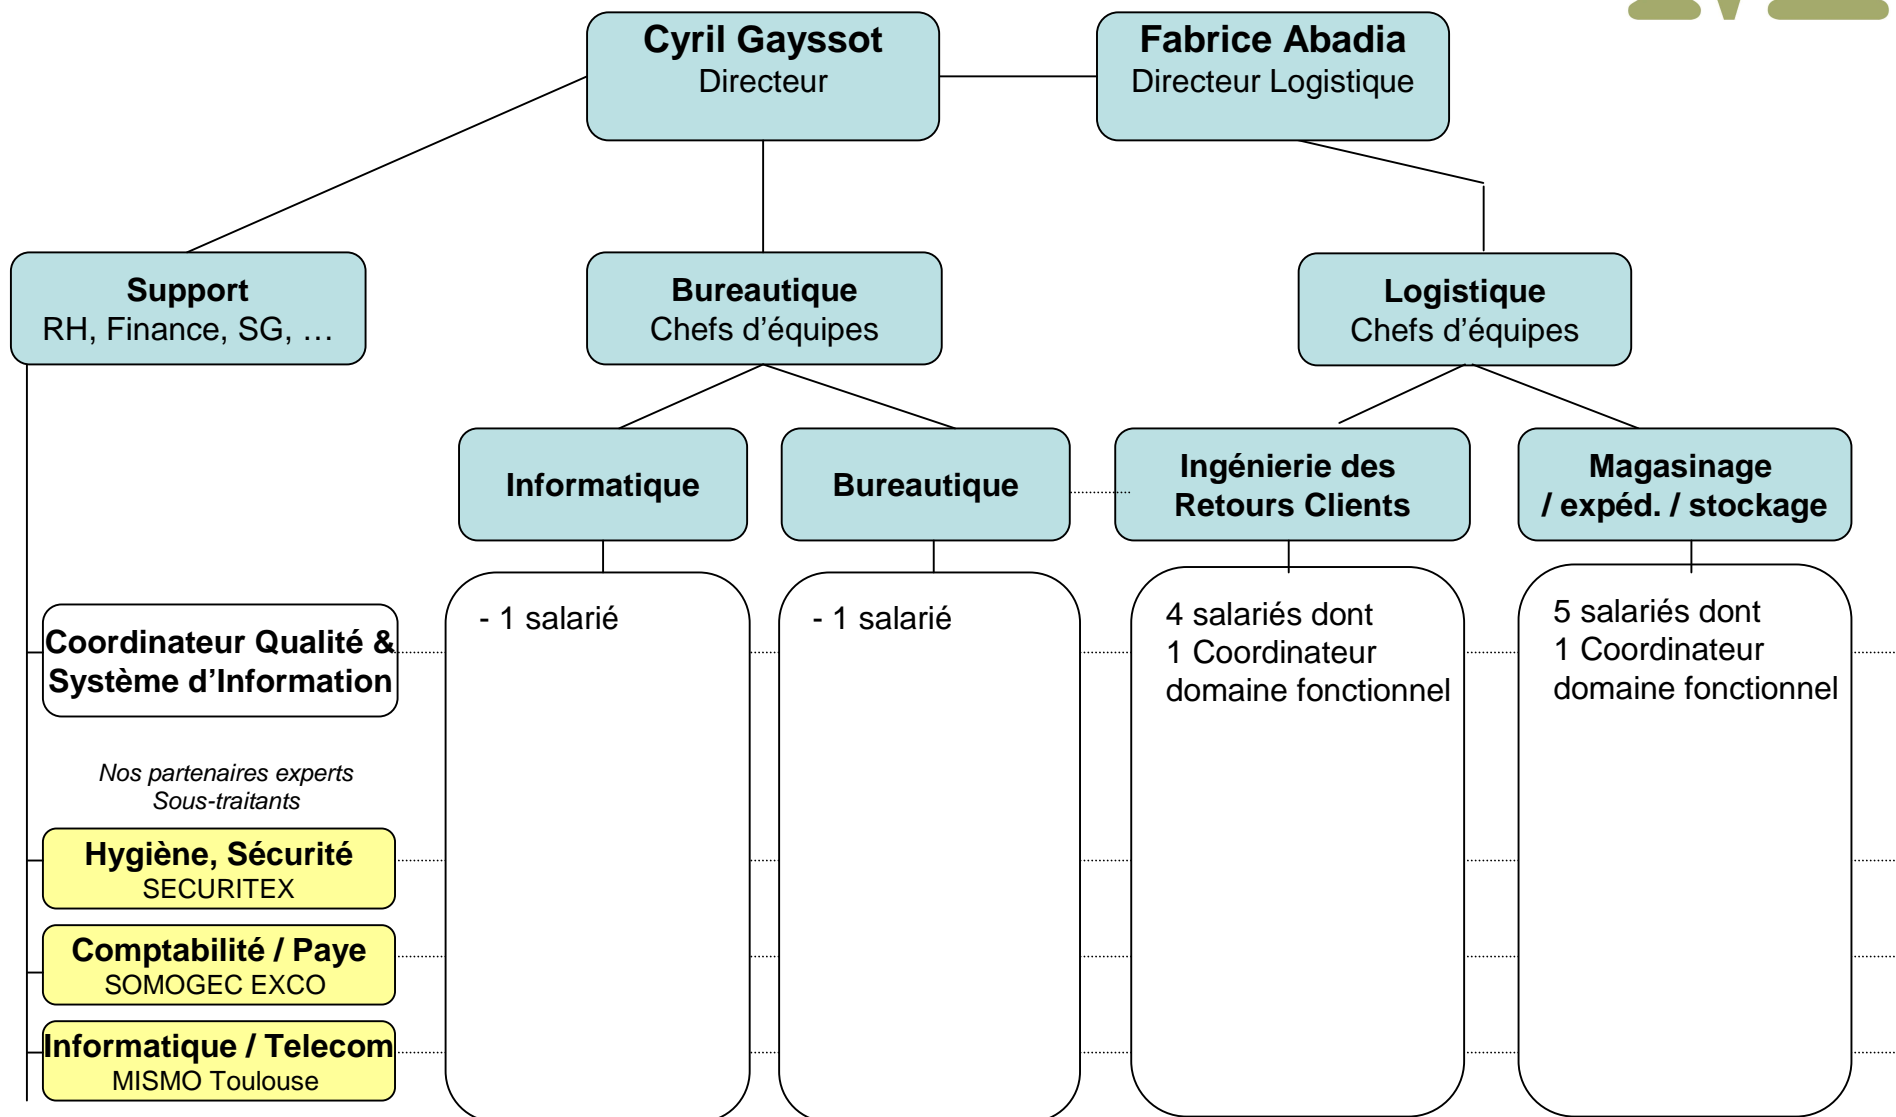 Cyril Gayssot
Directeur
Fabrice Abadia
Directeur Logistique
Support
RH, Finance, SG, …
Bureautique
Chefs d’équipes
Logistique
Chefs d’équipes
Informatique
Bureautique
Ingénierie des
Retours Clients
Magasinage
/ expéd. / stockage
Coordinateur Qualité &
Système d’Information
- 1 salarié
- 1 salarié
4 salariés dont
1 Coordinateur
domaine fonctionnel
5 salariés dont
1 Coordinateur
domaine fonctionnel
Nos partenaires experts
Sous-traitants
Hygiène, Sécurité
SECURITEX
Comptabilité / Paye
SOMOGEC EXCO
Informatique / Telecom
MISMO Toulouse